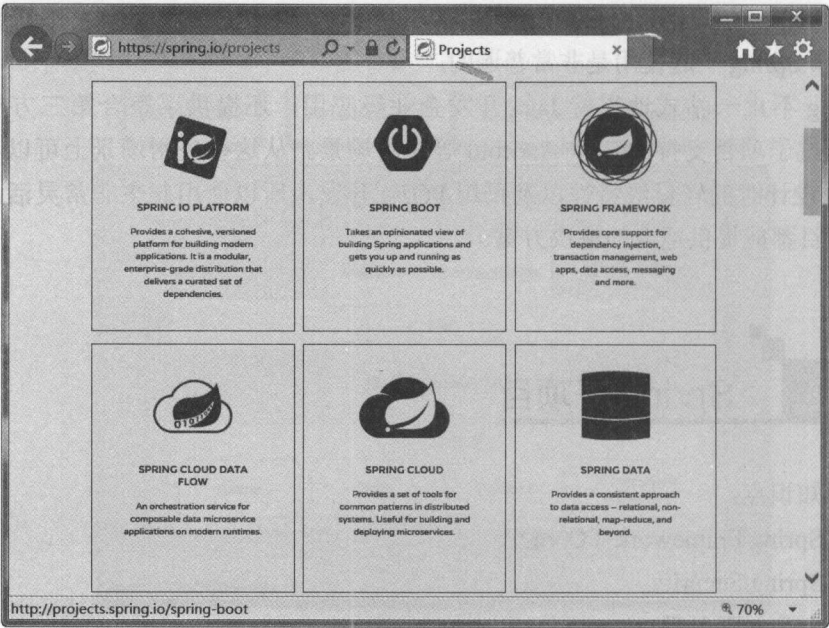 https://spring.io/projects
Projects
SPRING IO PLATFORM
Provides a cohesive, versioned
platform for building modern
applications. It is a modular,
enterprise-grade distribution that
delivers a curated set of
dependencies.
SPRING BOOT
Takes an opinionated view of
building Spring applications and
gets you up and running as
quickly as possible.
SPRING FRAMEWORK
Provides core support for
dependency injection,
transaction management, web
apps, data access, messaging
and more.
SPRING CLOUD DATA
FLOW
An orchestration service for
composable data microservice
applications on modern runtimes.
SPRING CLOUD
Provides a set of tools for
common patterns in distributed
systems. Useful for building and
deploying microservices.
SPRING DATA
Provides a consistent approach
to data access – relational, non-
relational, map-reduce, and
beyond.
http://projects.spring.io/spring-boot
70%